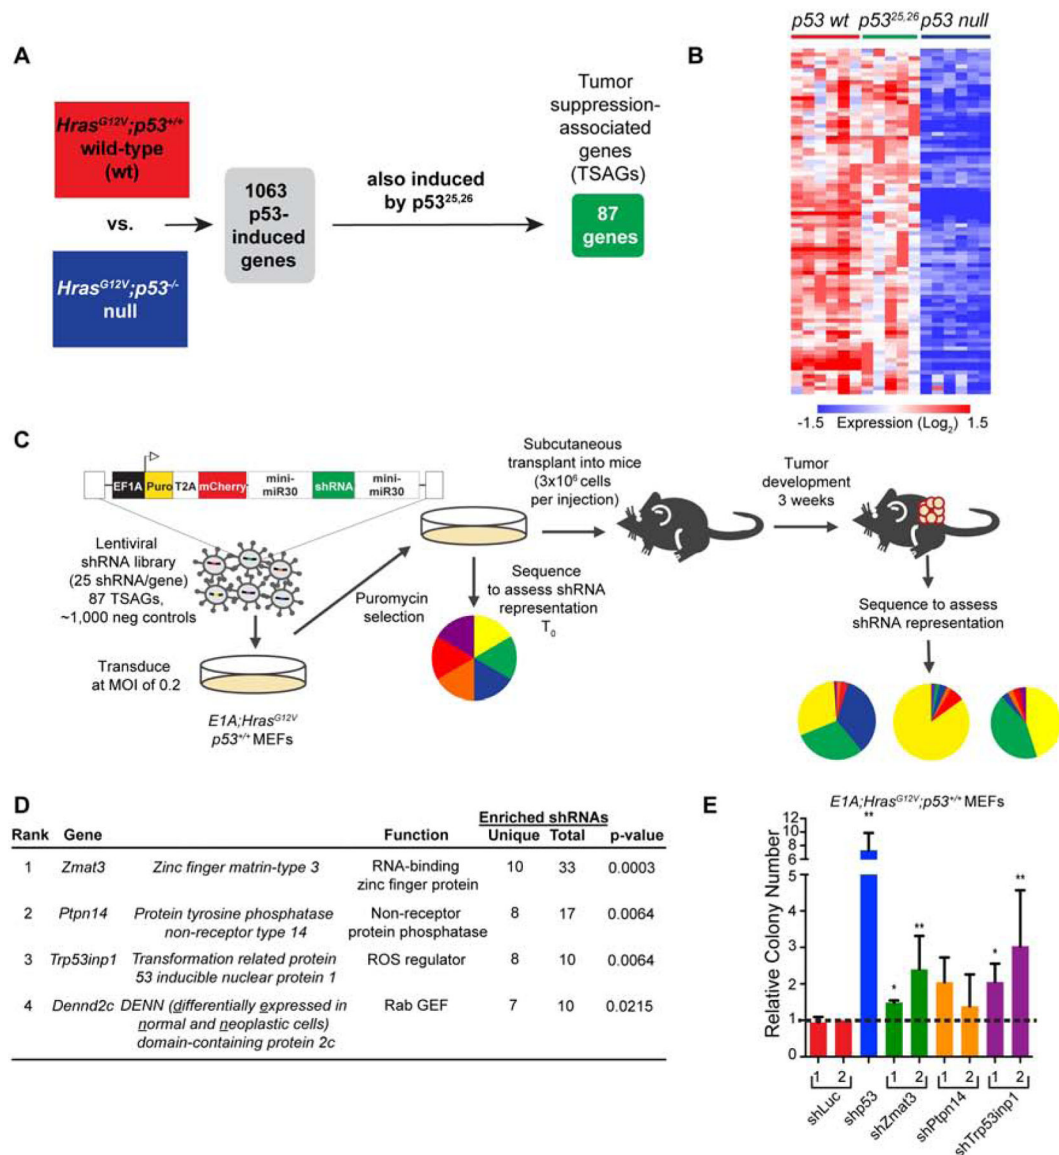 A
Hras^G12V;p53^+/+
wild-type
(wt)
vs.
Hras^G12V;p53^-/-
null
1063
p53-
induced
genes
also induced
by p53^25,26
Tumor
suppression-
associated
genes
(TSAGs)
87
genes
B
p53 wt p53^25,26 p53 null
-1.5 Expression (Log₂) 1.5
C
EF1A Puro T2A mCherry mini-miR30 shRNA mini-miR30
Lentiviral
shRNA library
(25 shRNA/gene)
87 TSAGs,
~1,000 neg controls
Transduce
at MOI of 0.2
E1A;Hras^G12V
p53^+/+ MEFs
Puromycin
selection
Subcutaneous
transplant into mice
(3x10⁶ cells
per injection)
Sequence
to assess shRNA
representation
T₀
Tumor
development
3 weeks
Sequence to assess
shRNA representation
D
Enriched shRNAs
Rank Gene Function Unique Total p-value
1 Zmat3 Zinc finger matrin-type 3 RNA-binding 10 33 0.0003
zinc finger protein
2 Ptpn14 Protein tyrosine phosphatase Non-receptor 8 17 0.0064
non-receptor type 14 protein phosphatase
3 Trp53inp1 Transformation related protein ROS regulator 8 10 0.0064
53 inducible nuclear protein 1
4 Dennd2c DENN (differentially expressed in Rab GEF 7 10 0.0215
normal and neoplastic cells)
domain-containing protein 2c
E
E1A;Hras^G12V;p53^+/+ MEFs
Relative Colony Number
12
10
8
6
5
4
3
2
1
0
**
*
**
*
**
1 2 1 2 1 2 1 2
shLuc
shp53
shZmat3
shPtpn14
shTrp53inp1